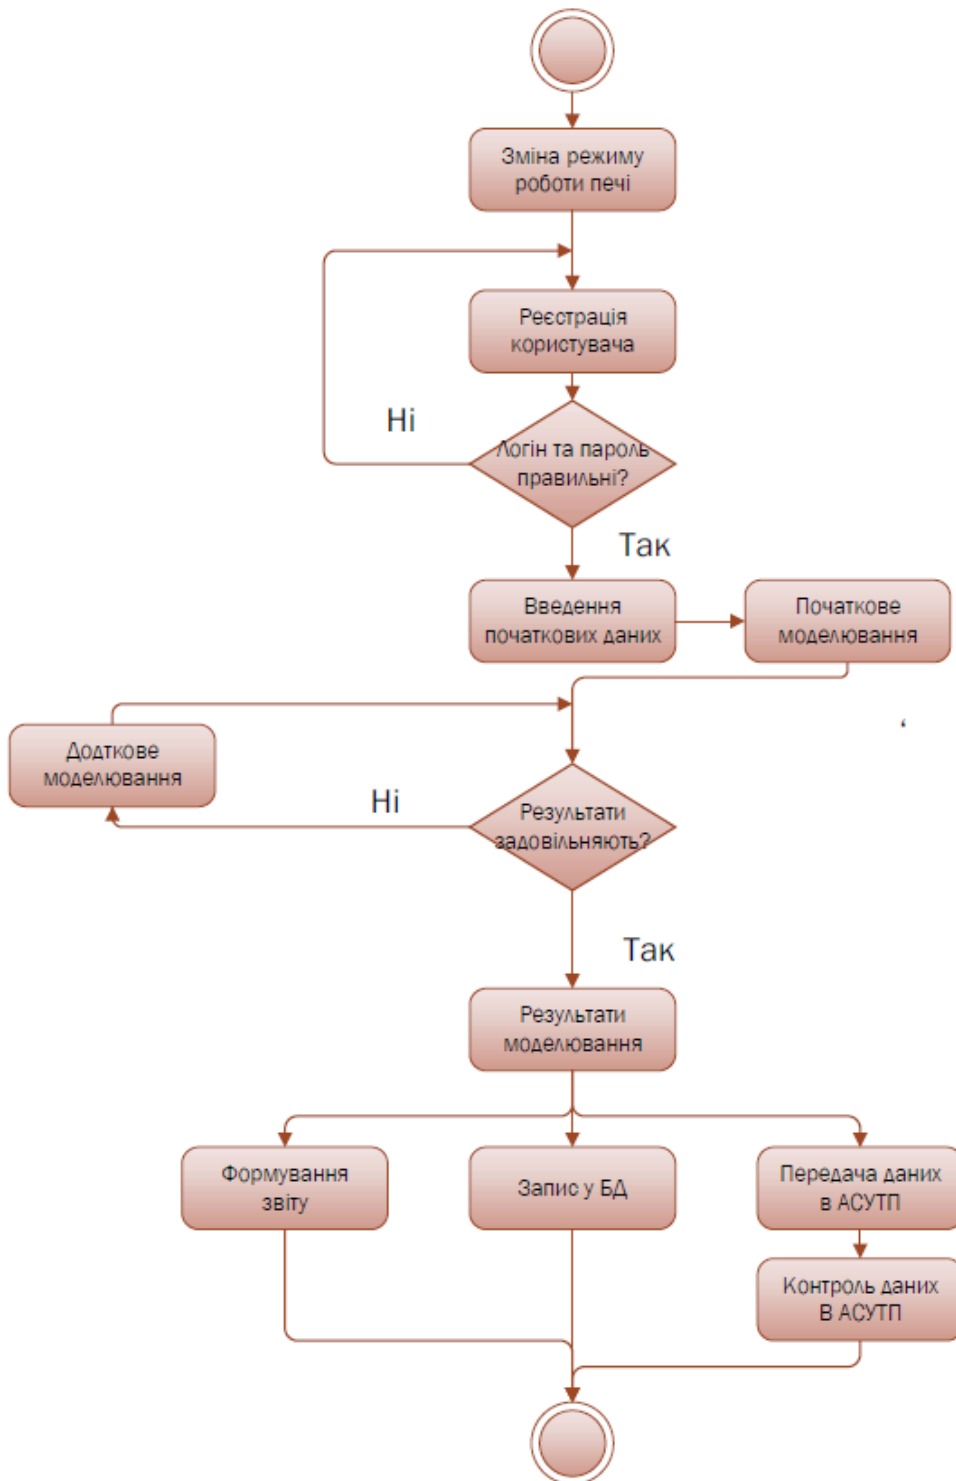 Зміна режиму
роботи печі
Реєстрація
користувача
Ні
Логін та пароль
правильні?
Так
Введення
початкових даних
Початкове
моделювання
Додткове
моделювання
Ні
Результати
задовільняють?
Так
Результати
моделювання
Формування
звіту
Запис у БД
Передача даних
в АСУТП
Контроль даних
В АСУТП